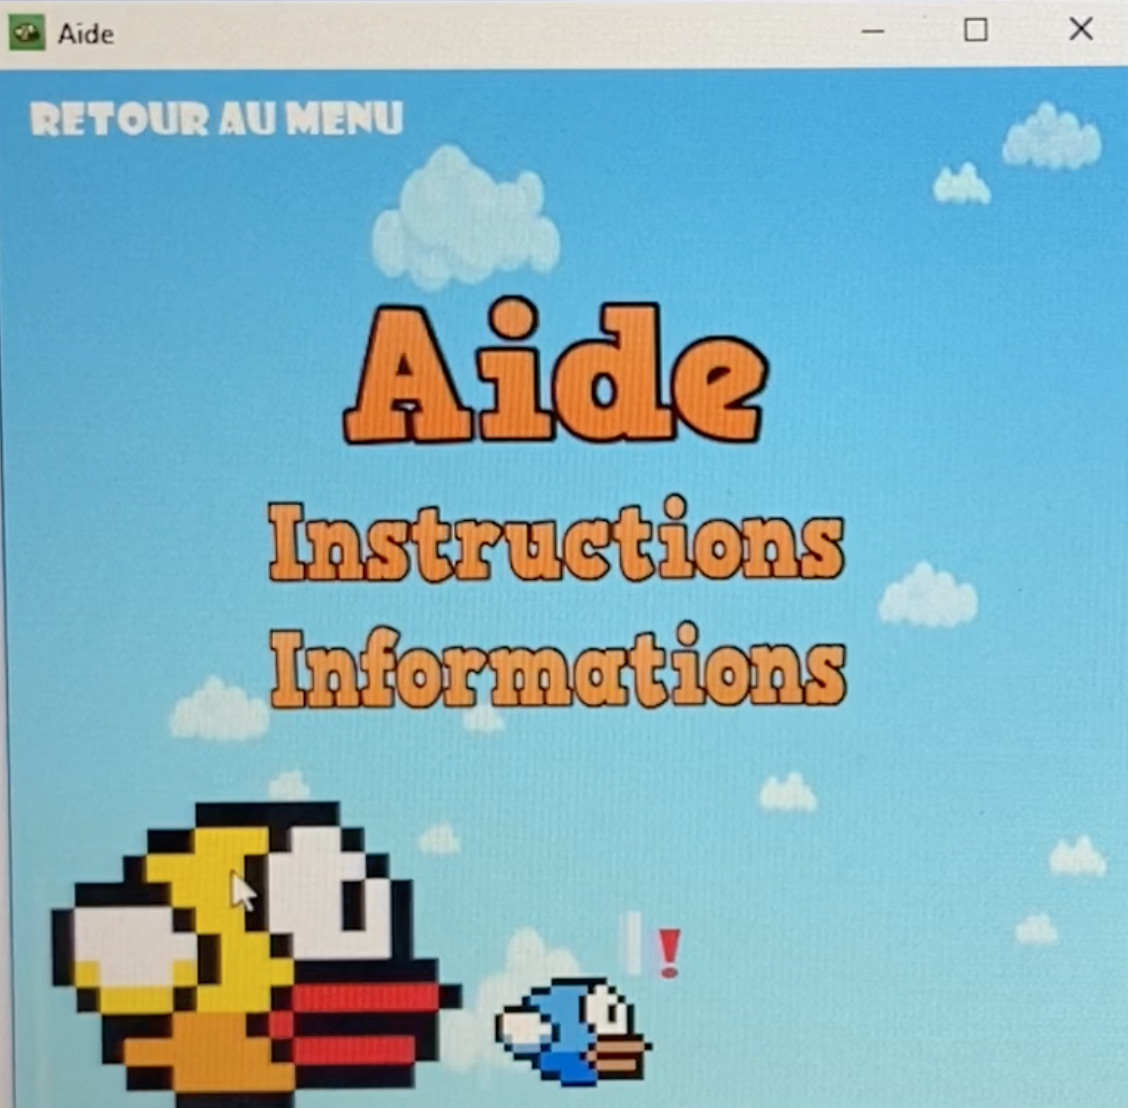 Aide
RETOUR AU MENU
Aide
Instructions
Informations
!